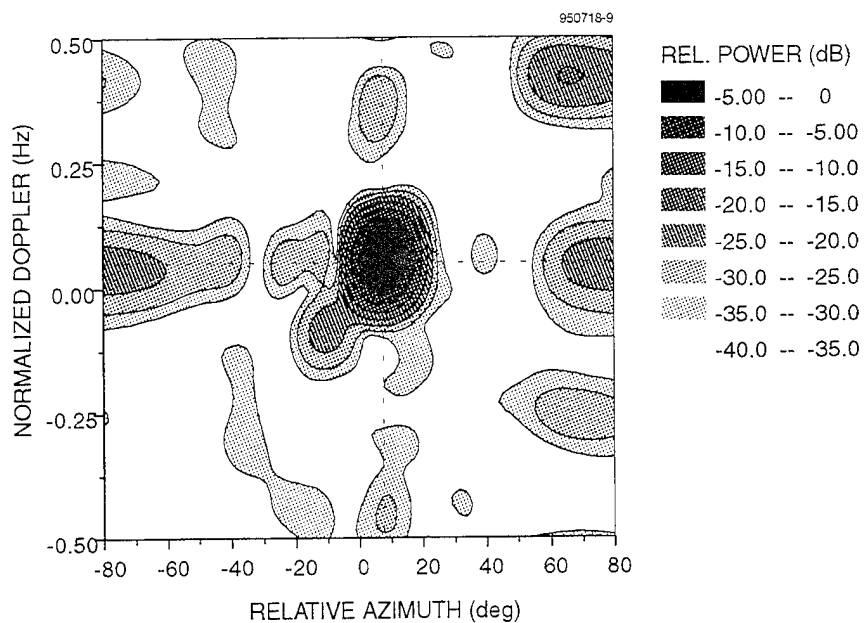 950718-9
REL. POWER (dB)
-5.00 -- 0
-10.0 -- -5.00
-15.0 -- -10.0
-20.0 -- -15.0
-25.0 -- -20.0
-30.0 -- -25.0
-35.0 -- -30.0
-40.0 -- -35.0
NORMALIZED DOPPLER (Hz)
0.50
0.25
0.00
-0.25
-0.50
-80 -60 -40 -20 0 20 40 60 80
RELATIVE AZIMUTH (deg)